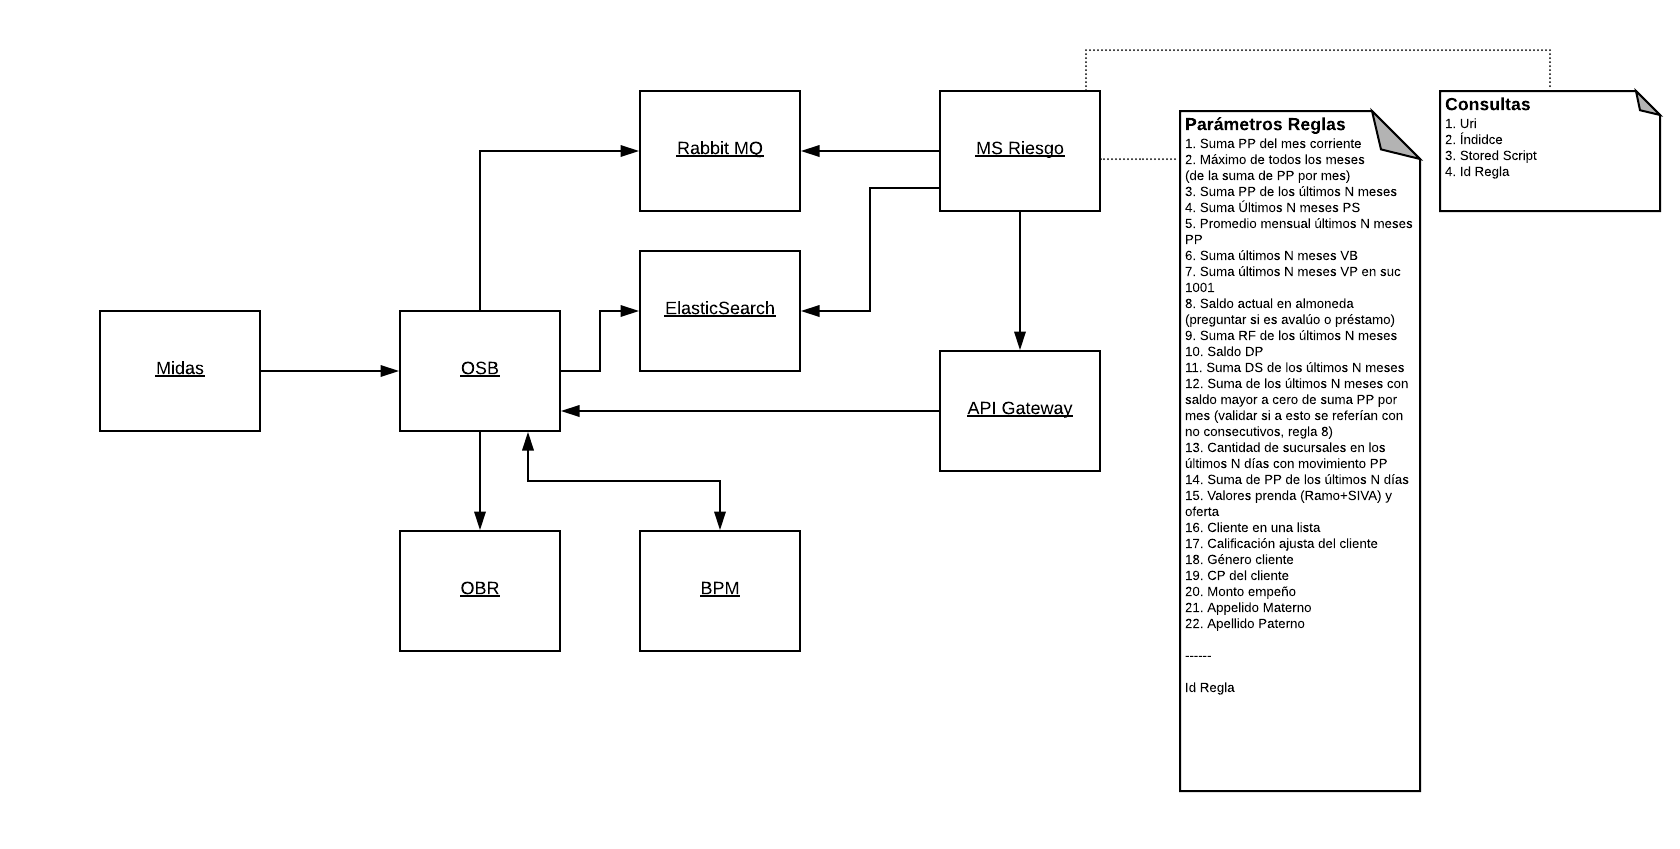 Rabbit MQ
MS Riesgo
ElasticSearch
Midas
OSB
API Gateway
OBR
BPM
Parámetros Reglas
1. Suma PP del mes corriente
2. Máximo de todos los meses
(de la suma de PP por mes)
3. Suma PP de los últimos N meses
4. Suma Últimos N meses PS
5. Promedio mensual últimos N meses
PP
6. Suma últimos N meses VB
7. Suma últimos N meses VP en suc
1001
8. Saldo actual en almoneda
(preguntar si es avalúo o préstamo)
9. Suma RF de los últimos N meses
10. Saldo DP
11. Suma DS de los últimos N meses
12. Suma de los últimos N meses con
saldo mayor a cero de suma PP por
mes (validar si a esto se referían con
no consecutivos, regla 8)
13. Cantidad de sucursales en los
últimos N días con movimiento PP
14. Suma de PP de los últimos N días
15. Valores prenda (Ramo+SIVA) y
oferta
16. Cliente en una lista
17. Calificación ajusta del cliente
18. Género cliente
19. CP del cliente
20. Monto empeño
21. Appelido Materno
22. Apellido Paterno
------
Id Regla
Consultas
1. Uri
2. Índidce
3. Stored Script
4. Id Regla